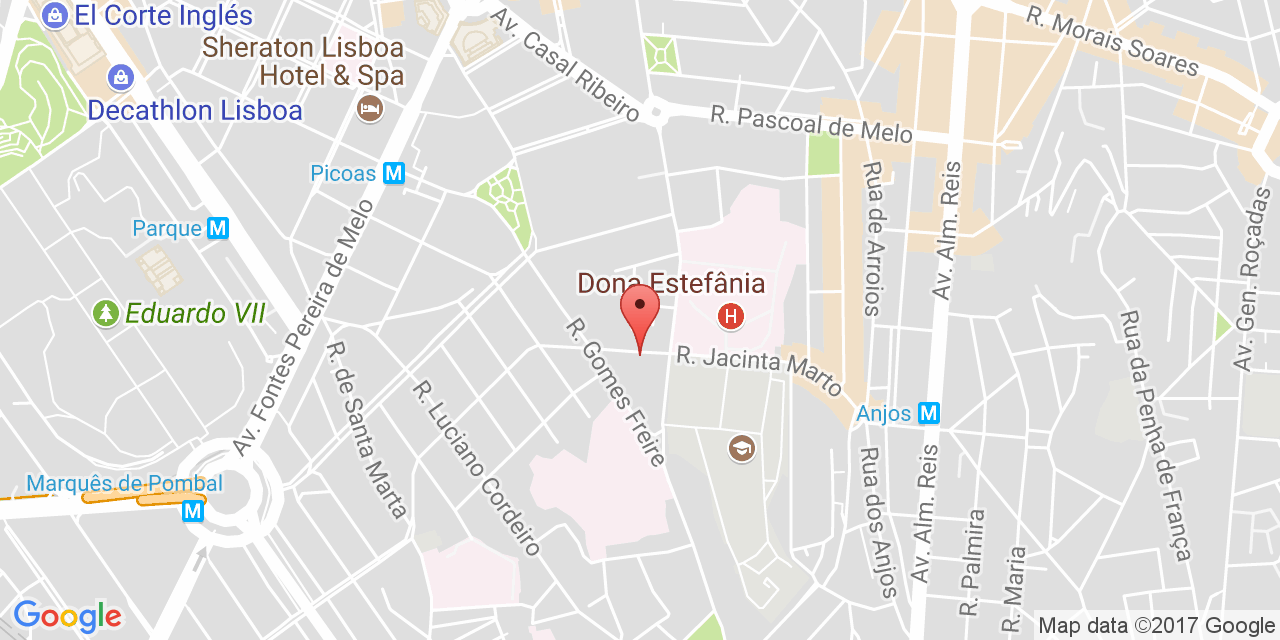 El Corte Inglés
Sheraton Lisboa
Hotel & Spa
Decathlon Lisboa
Av. Casal Ribeiro
R. Morais Soares
R. Pascoal de Melo
Picoas M
Parque M
Eduardo VII
Av. Fontes Pereira de Melo
Rua de Arroios
Av. Alm. Reis
Av. Gen. Roçadas
Dona Estefânia
H
R. Gomes Freire
R. Jacinta Marto
R. de Santa Marta
R. Luciano Cordeiro
Anjos M
Rua da Penha de França
Marquês de Pombal
M
Rua dos Anjos
Av. Alm. Reis
R. Palmira
R. Maria
Google
Map data ©2017 Google